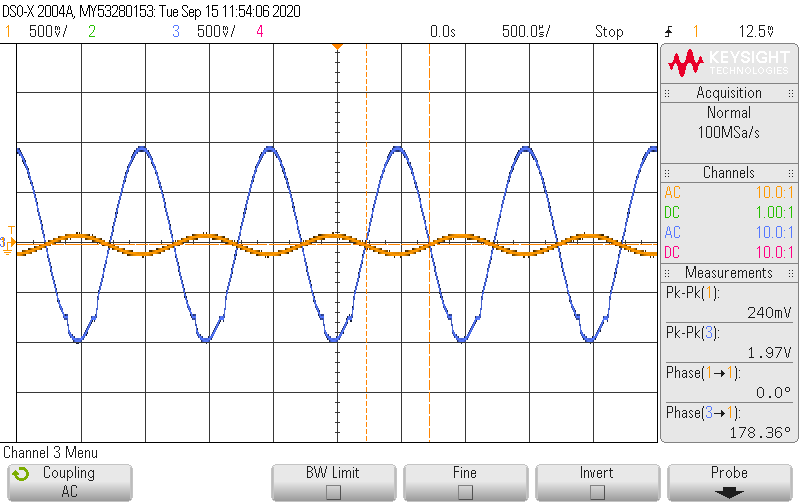 DSO-X 2004A, MY53280153: Tue Sep 15 11:54:06 2020
1 500mV/ 2 3 500mV/ 4 0.0s 500.0us/ Stop 1 12.5mV
KEYSIGHT
TECHNOLOGIES
Acquisition
Normal
100MSa/s
Channels
AC 10.0:1
DC 1.00:1
AC 10.0:1
DC 10.0:1
Measurements
Pk-Pk(1):
240mV
Pk-Pk(3):
1.97V
Phase(1→1):
0.0°
Phase(3→1):
178.36°
T
3
Channel 3 Menu
Coupling
AC
BW Limit
Fine
Invert
Probe